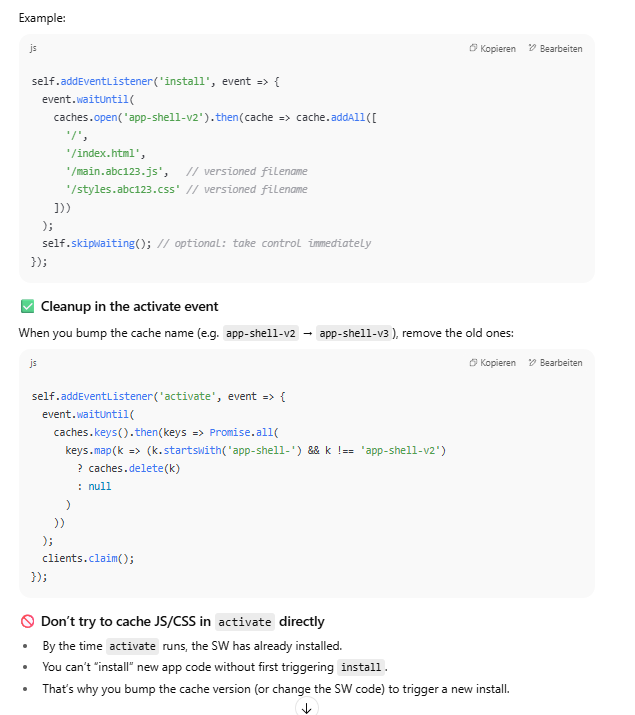 Example:
js
Kopieren Bearbeiten
self.addEventListener('install', event => {
  event.waitUntil(
    caches.open('app-shell-v2').then(cache => cache.addAll([
      '/',
      '/index.html',
      '/main.abc123.js',   // versioned filename
      '/styles.abc123.css' // versioned filename
    ]))
  );
  self.skipWaiting(); // optional: take control immediately
});
✅ Cleanup in the activate event
When you bump the cache name (e.g. app-shell-v2 → app-shell-v3), remove the old ones:
js
Kopieren Bearbeiten
self.addEventListener('activate', event => {
  event.waitUntil(
    caches.keys().then(keys => Promise.all(
      keys.map(k => (k.startsWith('app-shell-') && k !== 'app-shell-v2')
        ? caches.delete(k)
        : null
      )
    ))
  );
  clients.claim();
});
🚫 Don’t try to cache JS/CSS in activate directly
• By the time activate runs, the SW has already installed.
• You can’t “install” new app code without first triggering install.
• That’s why you bump the cache version (or change the SW code) to trigger a new install.